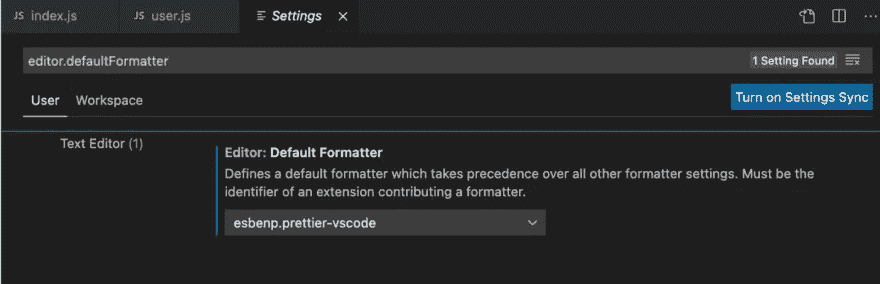 JS index.js JS user.js Settings
editor.defaultFormatter 1 Setting Found
User Workspace Turn on Settings Sync
Text Editor (1)
Editor: Default Formatter
Defines a default formatter which takes precedence over all other formatter settings. Must be the
identifier of an extension contributing a formatter.
esbenp.prettier-vscode